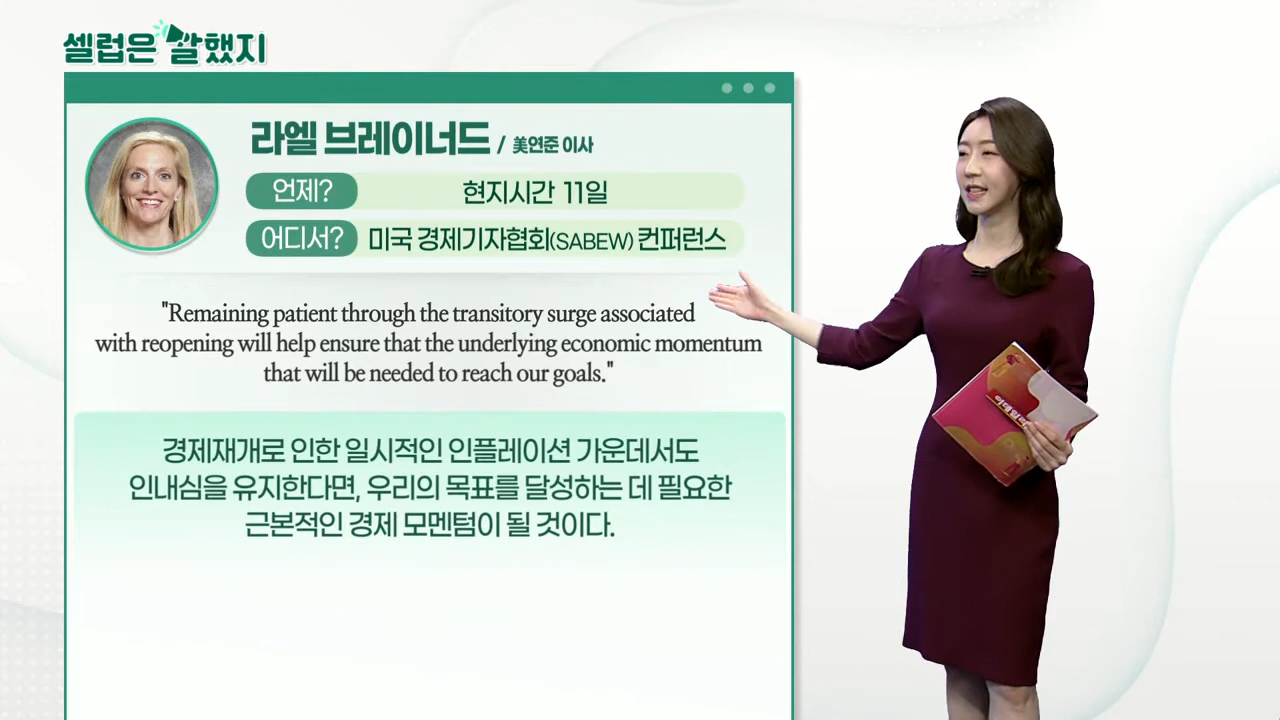 셀럽은 말했지
라엘 브레이너드 / 美연준 이사
언제? 현지시간 11일
어디서? 미국 경제기자협회(SABEW) 컨퍼런스
"Remaining patient through the transitory surge associated
with reopening will help ensure that the underlying economic momentum
that will be needed to reach our goals."
경제재개로 인한 일시적인 인플레이션 가운데서도
인내심을 유지한다면, 우리의 목표를 달성하는 데 필요한
근본적인 경제 모멘텀이 될 것이다.